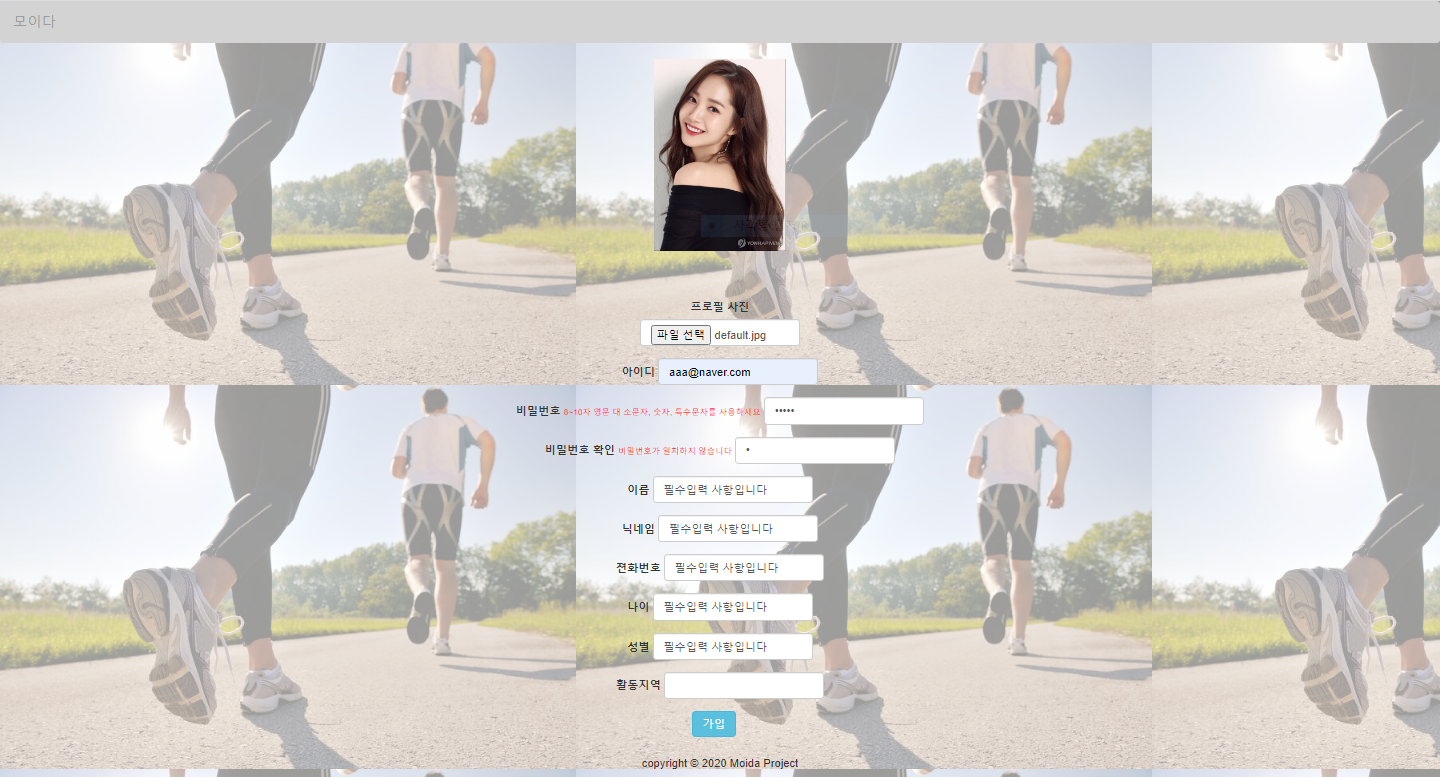 모이다
YONHAPNEWS
프로필 사진
파일 선택 default.jpg
아이디 aaa@naver.com
비밀번호 8~10자 영문 대 소문자, 숫자, 특수문자를 사용하세요 •••••
비밀번호 확인 비밀번호가 일치하지 않습니다 •
이름 필수입력 사항입니다
닉네임 필수입력 사항입니다
전화번호 필수입력 사항입니다
나이 필수입력 사항입니다
성별 필수입력 사항입니다
활동지역
가입
copyright © 2020 Moida Project